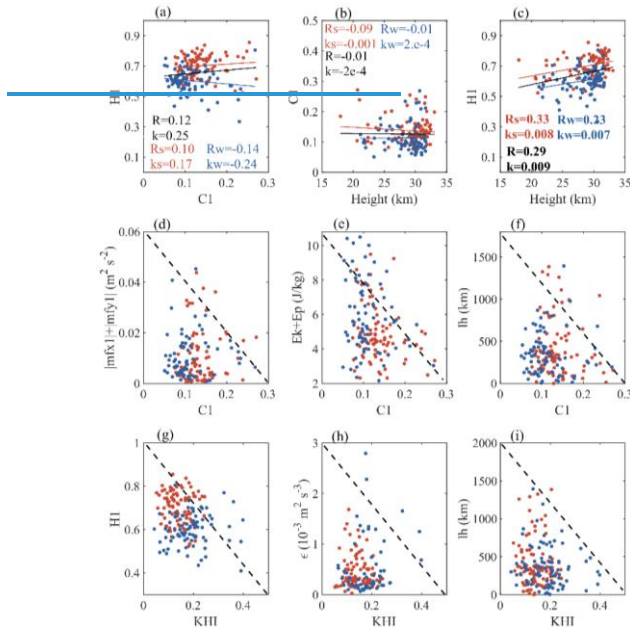 (a)
(b)
(c)
0.9
0.7
0.5
0.3
0.1
H1
R=0.12
k=0.25
Rs=0.10
ks=0.17
Rw=-0.14
kw=-0.24
0
0.1
0.2
0.3
C1
0.5
0.4
0.3
0.2
0.1
0
C1
Rs=-0.09
ks=-0.001
Rw=-0.01
kw=2.e-4
R=-0.01
k=-2e-4
15
20
25
30
35
Height (km)
0.9
0.7
0.5
0.3
0.1
H1
Rs=0.33
ks=0.008
Rw=0.23
kw=0.007
R=0.29
k=0.009
15
20
25
30
35
Height (km)
(d)
(e)
(f)
0.06
0.04
0.02
0
|mfx1|+|mfy1| (m² s⁻²)
0
0.1
0.2
0.3
C1
10
8
6
4
2
Ek+Ep (J/kg)
0
0.1
0.2
0.3
C1
1500
1000
500
0
lh (km)
0
0.1
0.2
0.3
C1
(g)
(h)
(i)
1
0.8
0.6
0.4
H1
0
0.2
0.4
KHI
3
2
1
0
ϵ (10⁻³ m² s⁻³)
0
0.2
0.4
KHI
2000
1500
1000
500
0
lh (km)
0
0.2
0.4
KHI